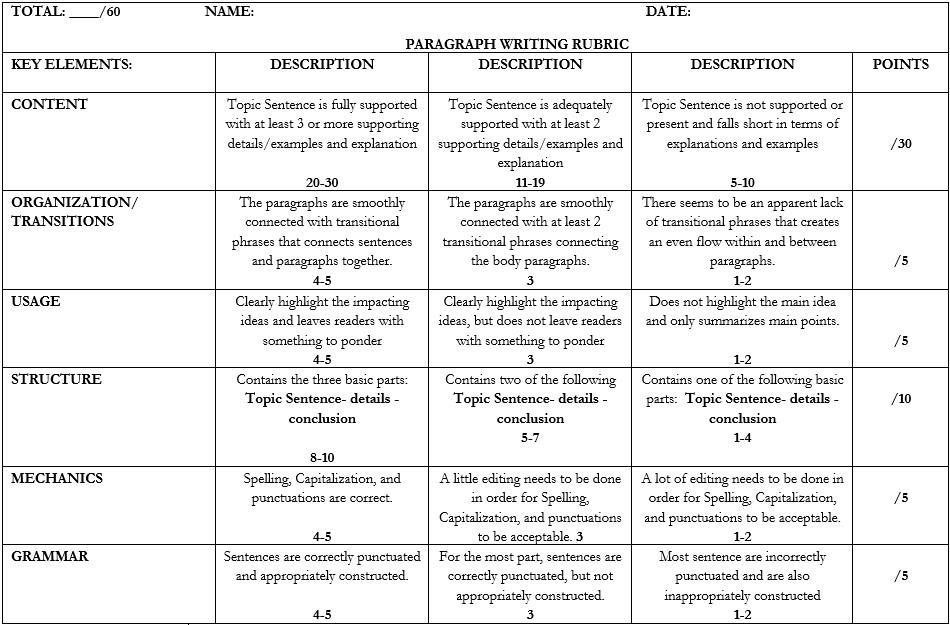 TOTAL: ____/60 NAME: DATE:
PARAGRAPH WRITING RUBRIC
KEY ELEMENTS: DESCRIPTION DESCRIPTION DESCRIPTION POINTS
CONTENT
Topic Sentence is fully supported
with at least 3 or more supporting
details/examples and explanation
20-30
Topic Sentence is adequately
supported with at least 2
supporting details/examples and
explanation
11-19
Topic Sentence is not supported or
present and falls short in terms of
explanations and examples
5-10
/30
ORGANIZATION/
TRANSITIONS
The paragraphs are smoothly
connected with transitional
phrases that connects sentences
and paragraphs together.
4-5
The paragraphs are smoothly
connected with at least 2
transitional phrases connecting
the body paragraphs.
3
There seems to be an apparent lack
of transitional phrases that creates
an even flow within and between
paragraphs.
1-2
/5
USAGE
Clearly highlight the impacting
ideas and leaves readers with
something to ponder
4-5
Clearly highlight the impacting
ideas, but does not leave readers
with something to ponder
3
Does not highlight the main idea
and only summarizes main points.
1-2
/5
STRUCTURE
Contains the three basic parts:
Topic Sentence- details -
conclusion
8-10
Contains two of the following
Topic Sentence- details -
conclusion
5-7
Contains one of the following basic
parts: Topic Sentence- details -
conclusion
1-4
/10
MECHANICS
Spelling, Capitalization, and
punctuations are correct.
4-5
A little editing needs to be done
in order for Spelling,
Capitalization, and punctuations
to be acceptable. 3
A lot of editing needs to be done in
order for Spelling, Capitalization,
and punctuations to be acceptable.
1-2
/5
GRAMMAR
Sentences are correctly punctuated
and appropriately constructed.
4-5
For the most part, sentences are
correctly punctuated, but not
appropriately constructed.
3
Most sentence are incorrectly
punctuated and are also
inappropriately constructed
1-2
/5